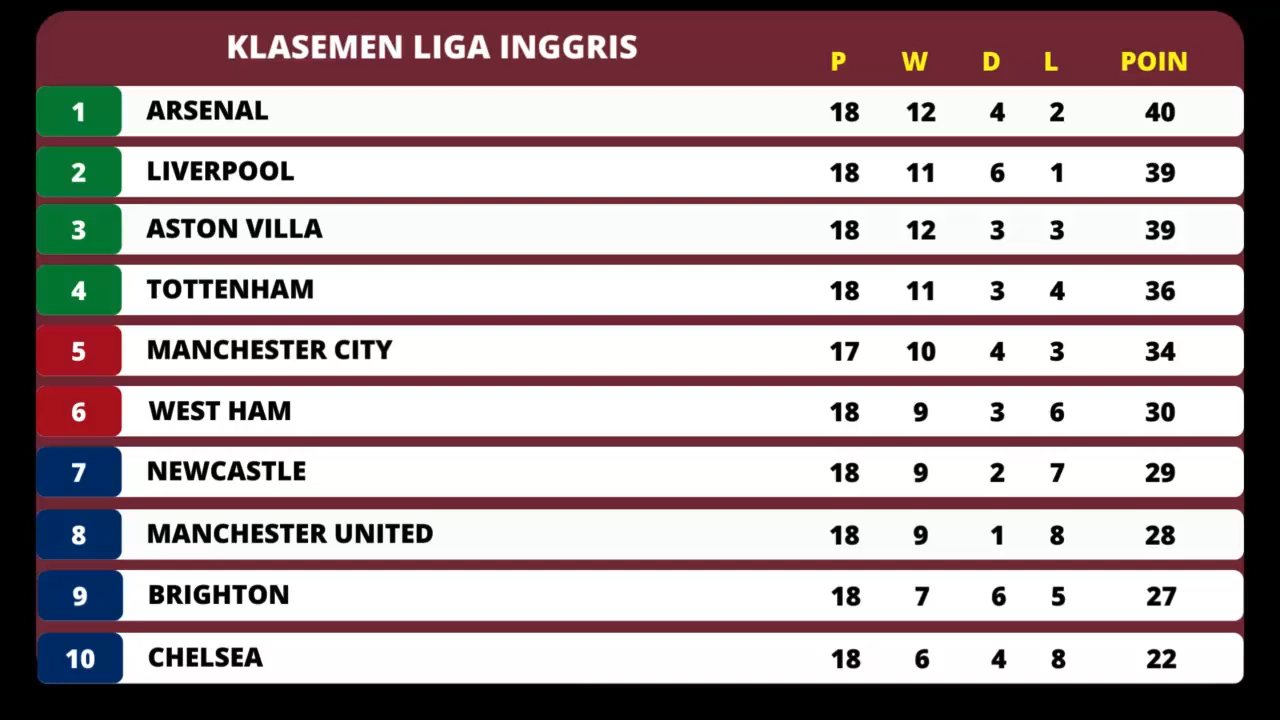 KLASEMEN LIGA INGGRIS P W D L POIN
1 ARSENAL 18 12 4 2 40
2 LIVERPOOL 18 11 6 1 39
3 ASTON VILLA 18 12 3 3 39
4 TOTTENHAM 18 11 3 4 36
5 MANCHESTER CITY 17 10 4 3 34
6 WEST HAM 18 9 3 6 30
7 NEWCASTLE 18 9 2 7 29
8 MANCHESTER UNITED 18 9 1 8 28
9 BRIGHTON 18 7 6 5 27
10 CHELSEA 18 6 4 8 22